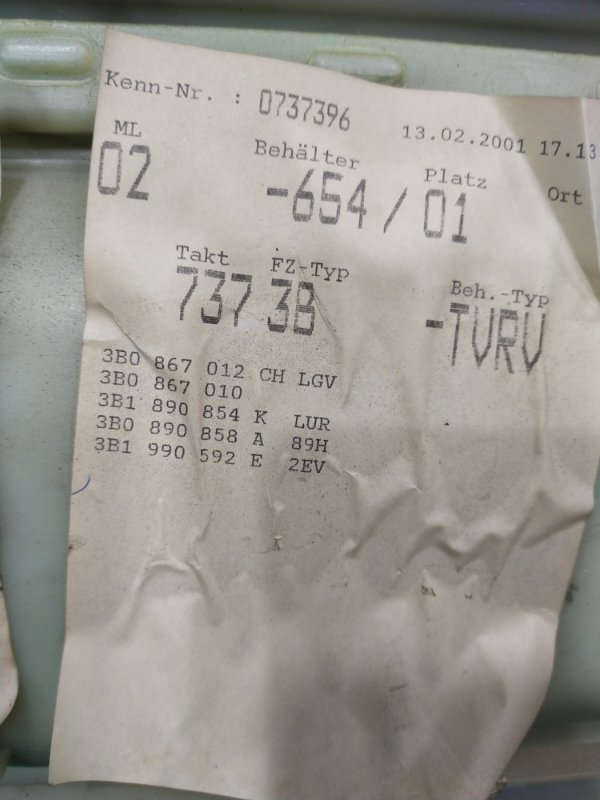 Kenn-Nr. : 0737396 13.02.2001 17.13
ML Behälter Platz Ort
02 -654 / 01
Takt FZ-Typ Beh.-Typ
737 3B -TVRV
3B0 867 012 CH LGV
3B0 867 010
3B1 890 854 K LUR
3B0 890 858 A 89H
3B1 990 592 E 2EV